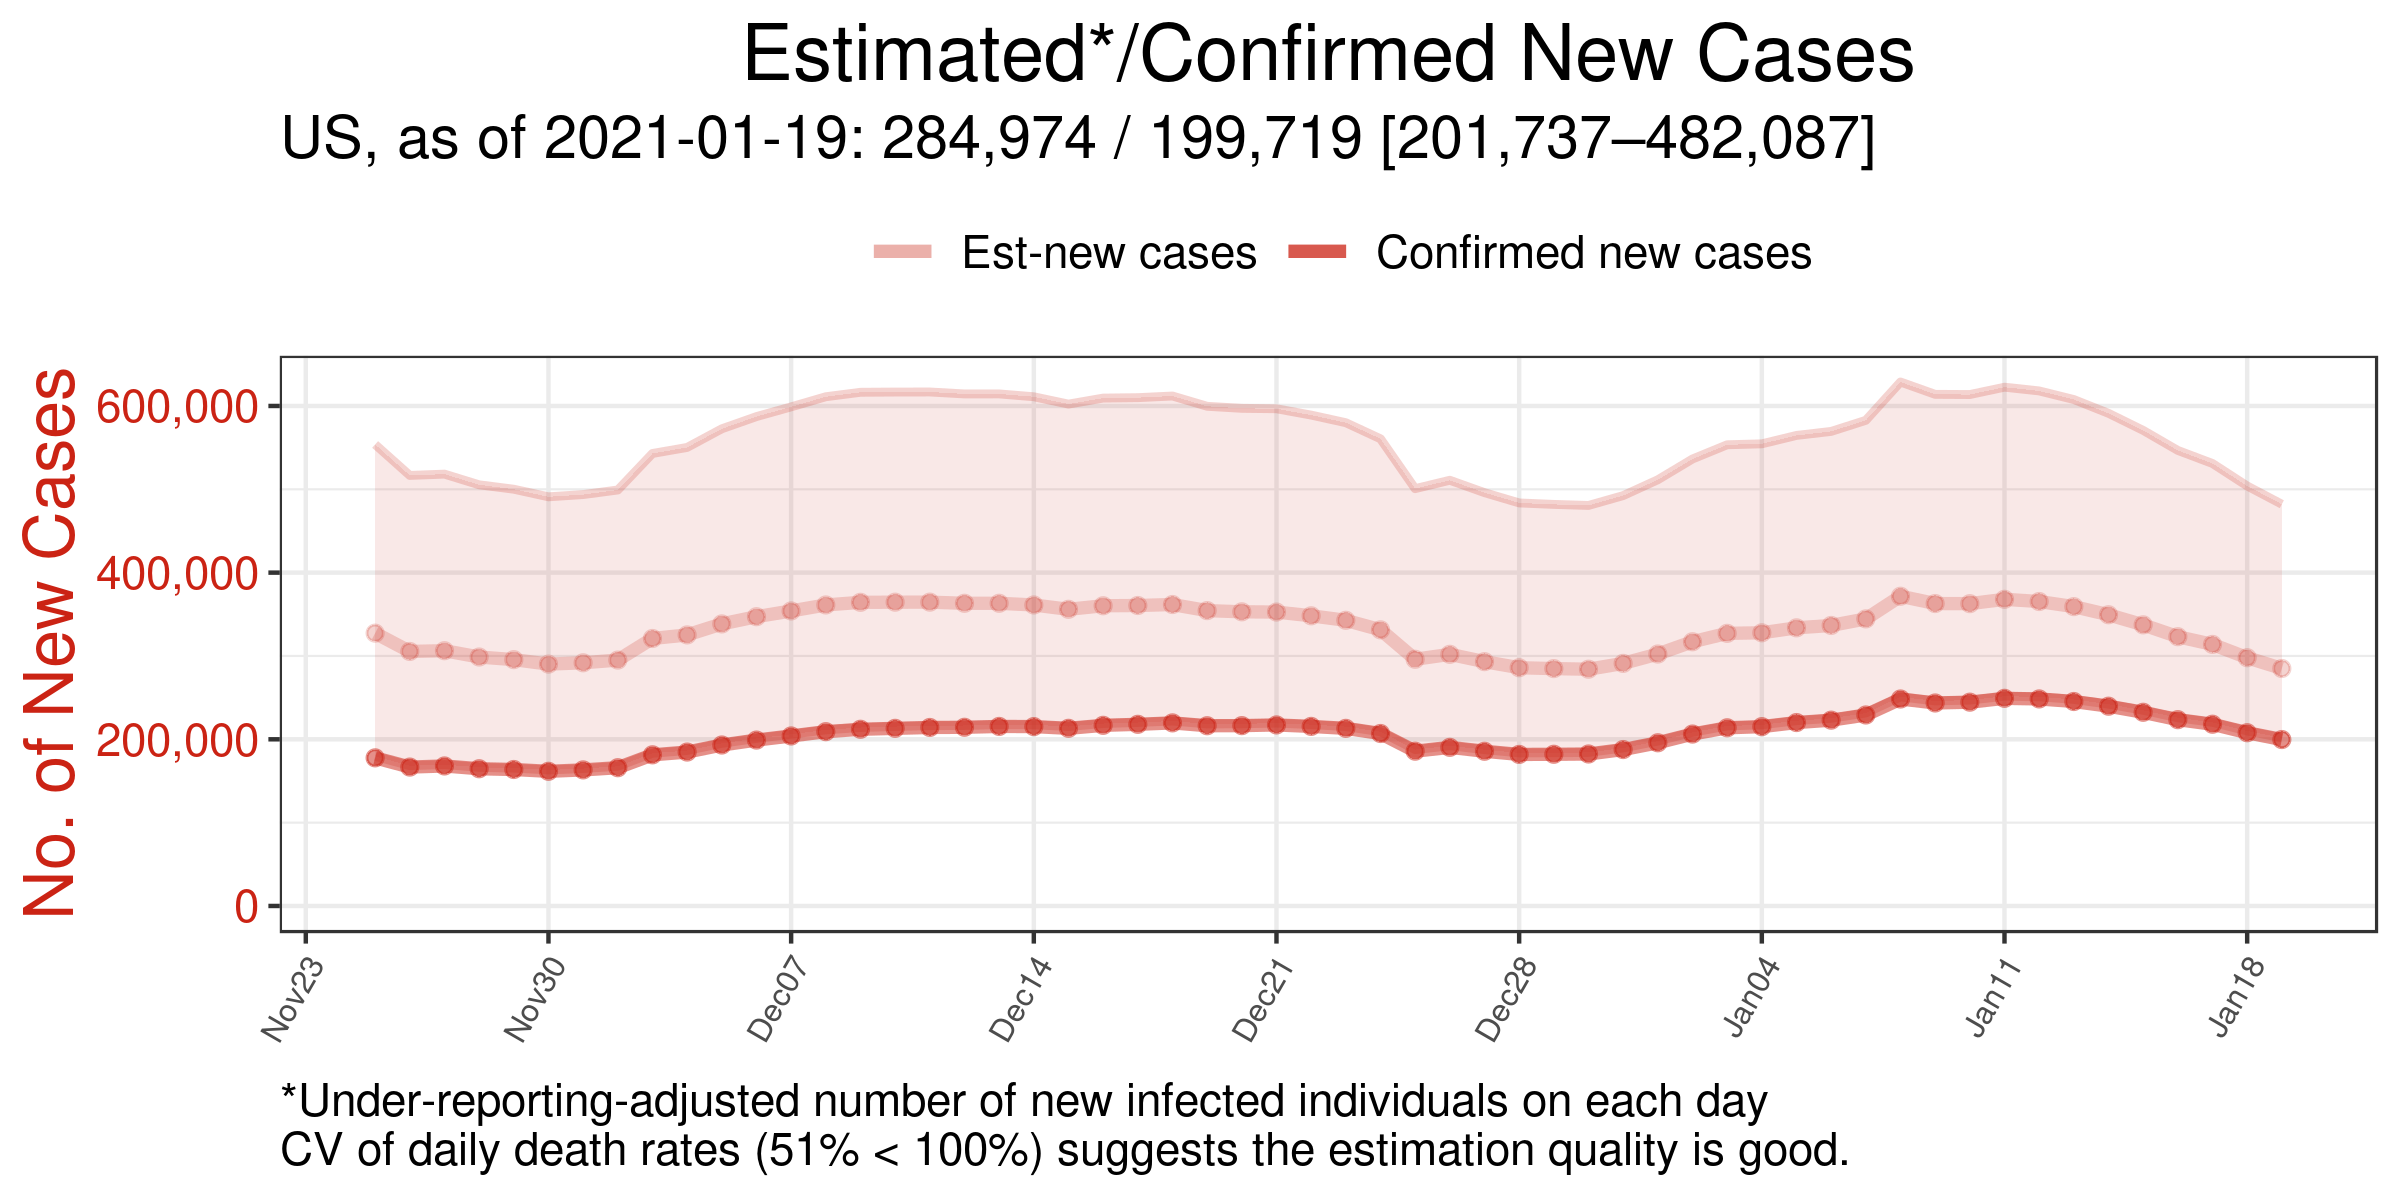 Estimated*/Confirmed New Cases
US, as of 2021-01-19: 284,974 / 199,719 [201,737–482,087]
Est-new cases
Confirmed new cases
No. of New Cases
600,000
400,000
200,000
0
Nov23
Nov30
Dec07
Dec14
Dec21
Dec28
Jan04
Jan11
Jan18
*Under-reporting-adjusted number of new infected individuals on each day
CV of daily death rates (51% < 100%) suggests the estimation quality is good.